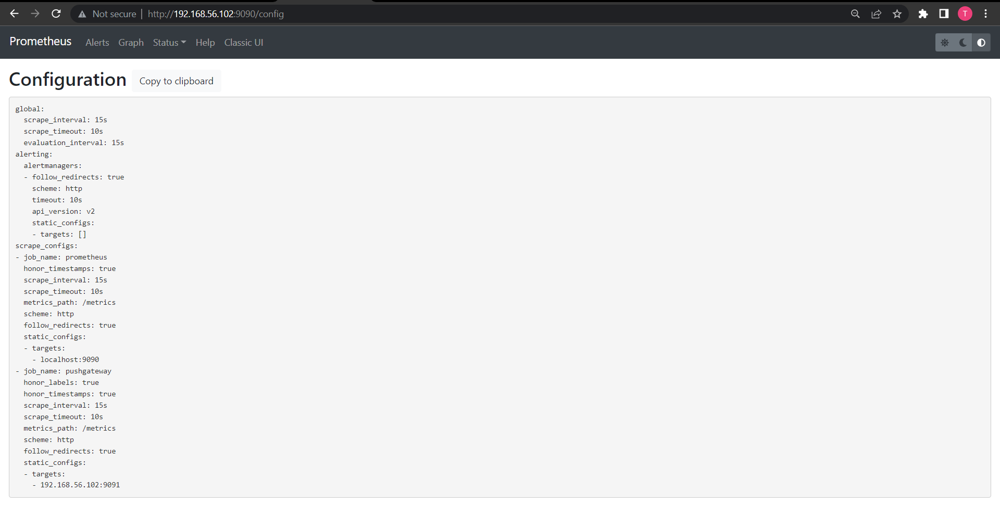 Not secure | http://192.168.56.102:9090/config
T
Prometheus Alerts Graph Status Help Classic UI
Configuration Copy to clipboard
global:
  scrape_interval: 15s
  scrape_timeout: 10s
  evaluation_interval: 15s
alerting:
  alertmanagers:
  - follow_redirects: true
    scheme: http
    timeout: 10s
    api_version: v2
    static_configs:
    - targets: []
scrape_configs:
- job_name: prometheus
  honor_timestamps: true
  scrape_interval: 15s
  scrape_timeout: 10s
  metrics_path: /metrics
  scheme: http
  follow_redirects: true
  static_configs:
  - targets:
    - localhost:9090
- job_name: pushgateway
  honor_labels: true
  honor_timestamps: true
  scrape_interval: 15s
  scrape_timeout: 10s
  metrics_path: /metrics
  scheme: http
  follow_redirects: true
  static_configs:
  - targets:
    - 192.168.56.102:9091